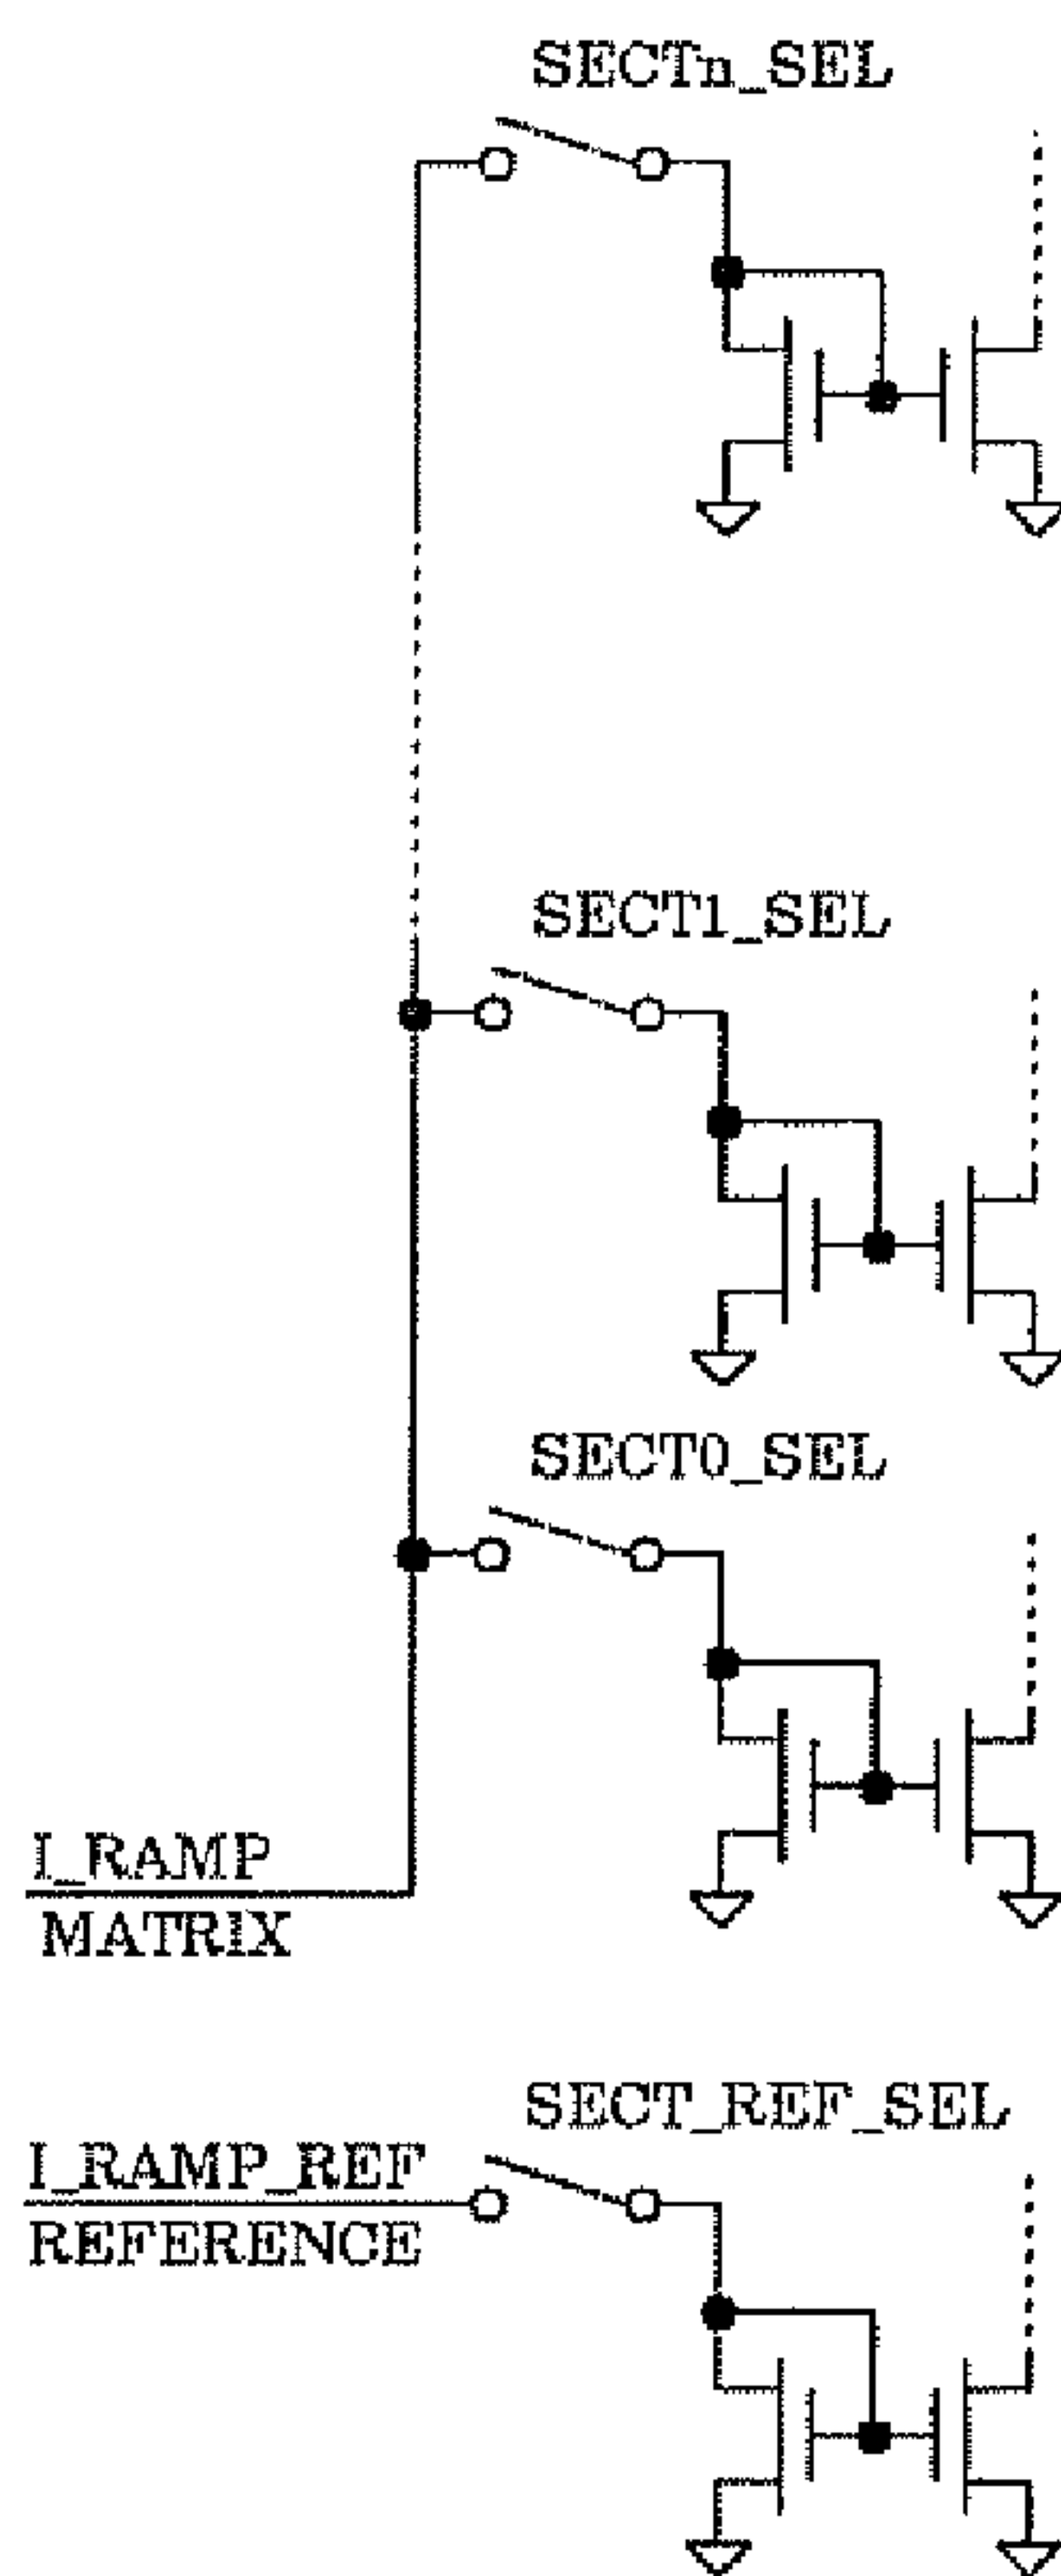 SECTn_SEL
SECT1_SEL
SECT0_SEL
I_RAMP
MATRIX
SECT_REF_SEL
I_RAMP_REF
REFERENCE